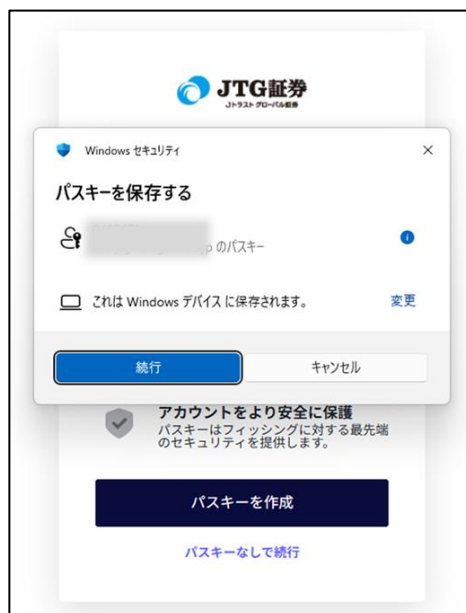 JTG証券
Jトラスト グローバル証券
Windows セキュリティ
パスキーを保存する
p のパスキー
これは Windows デバイス に保存されます。
変更
続行
キャンセル
アカウントをより安全に保護
パスキーはフィッシングに対する最先端
のセキュリティを提供します。
パスキーを作成
パスキーなしで続行